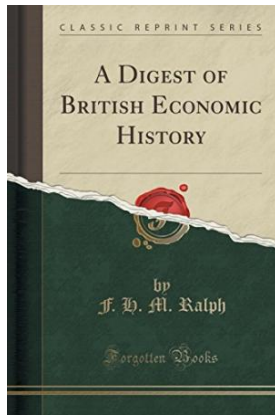 CLASSIC REPRINT SERIES
A DIGEST OF
BRITISH ECONOMIC
HISTORY
F
by
F. H. M. Ralph
Forgotten Books